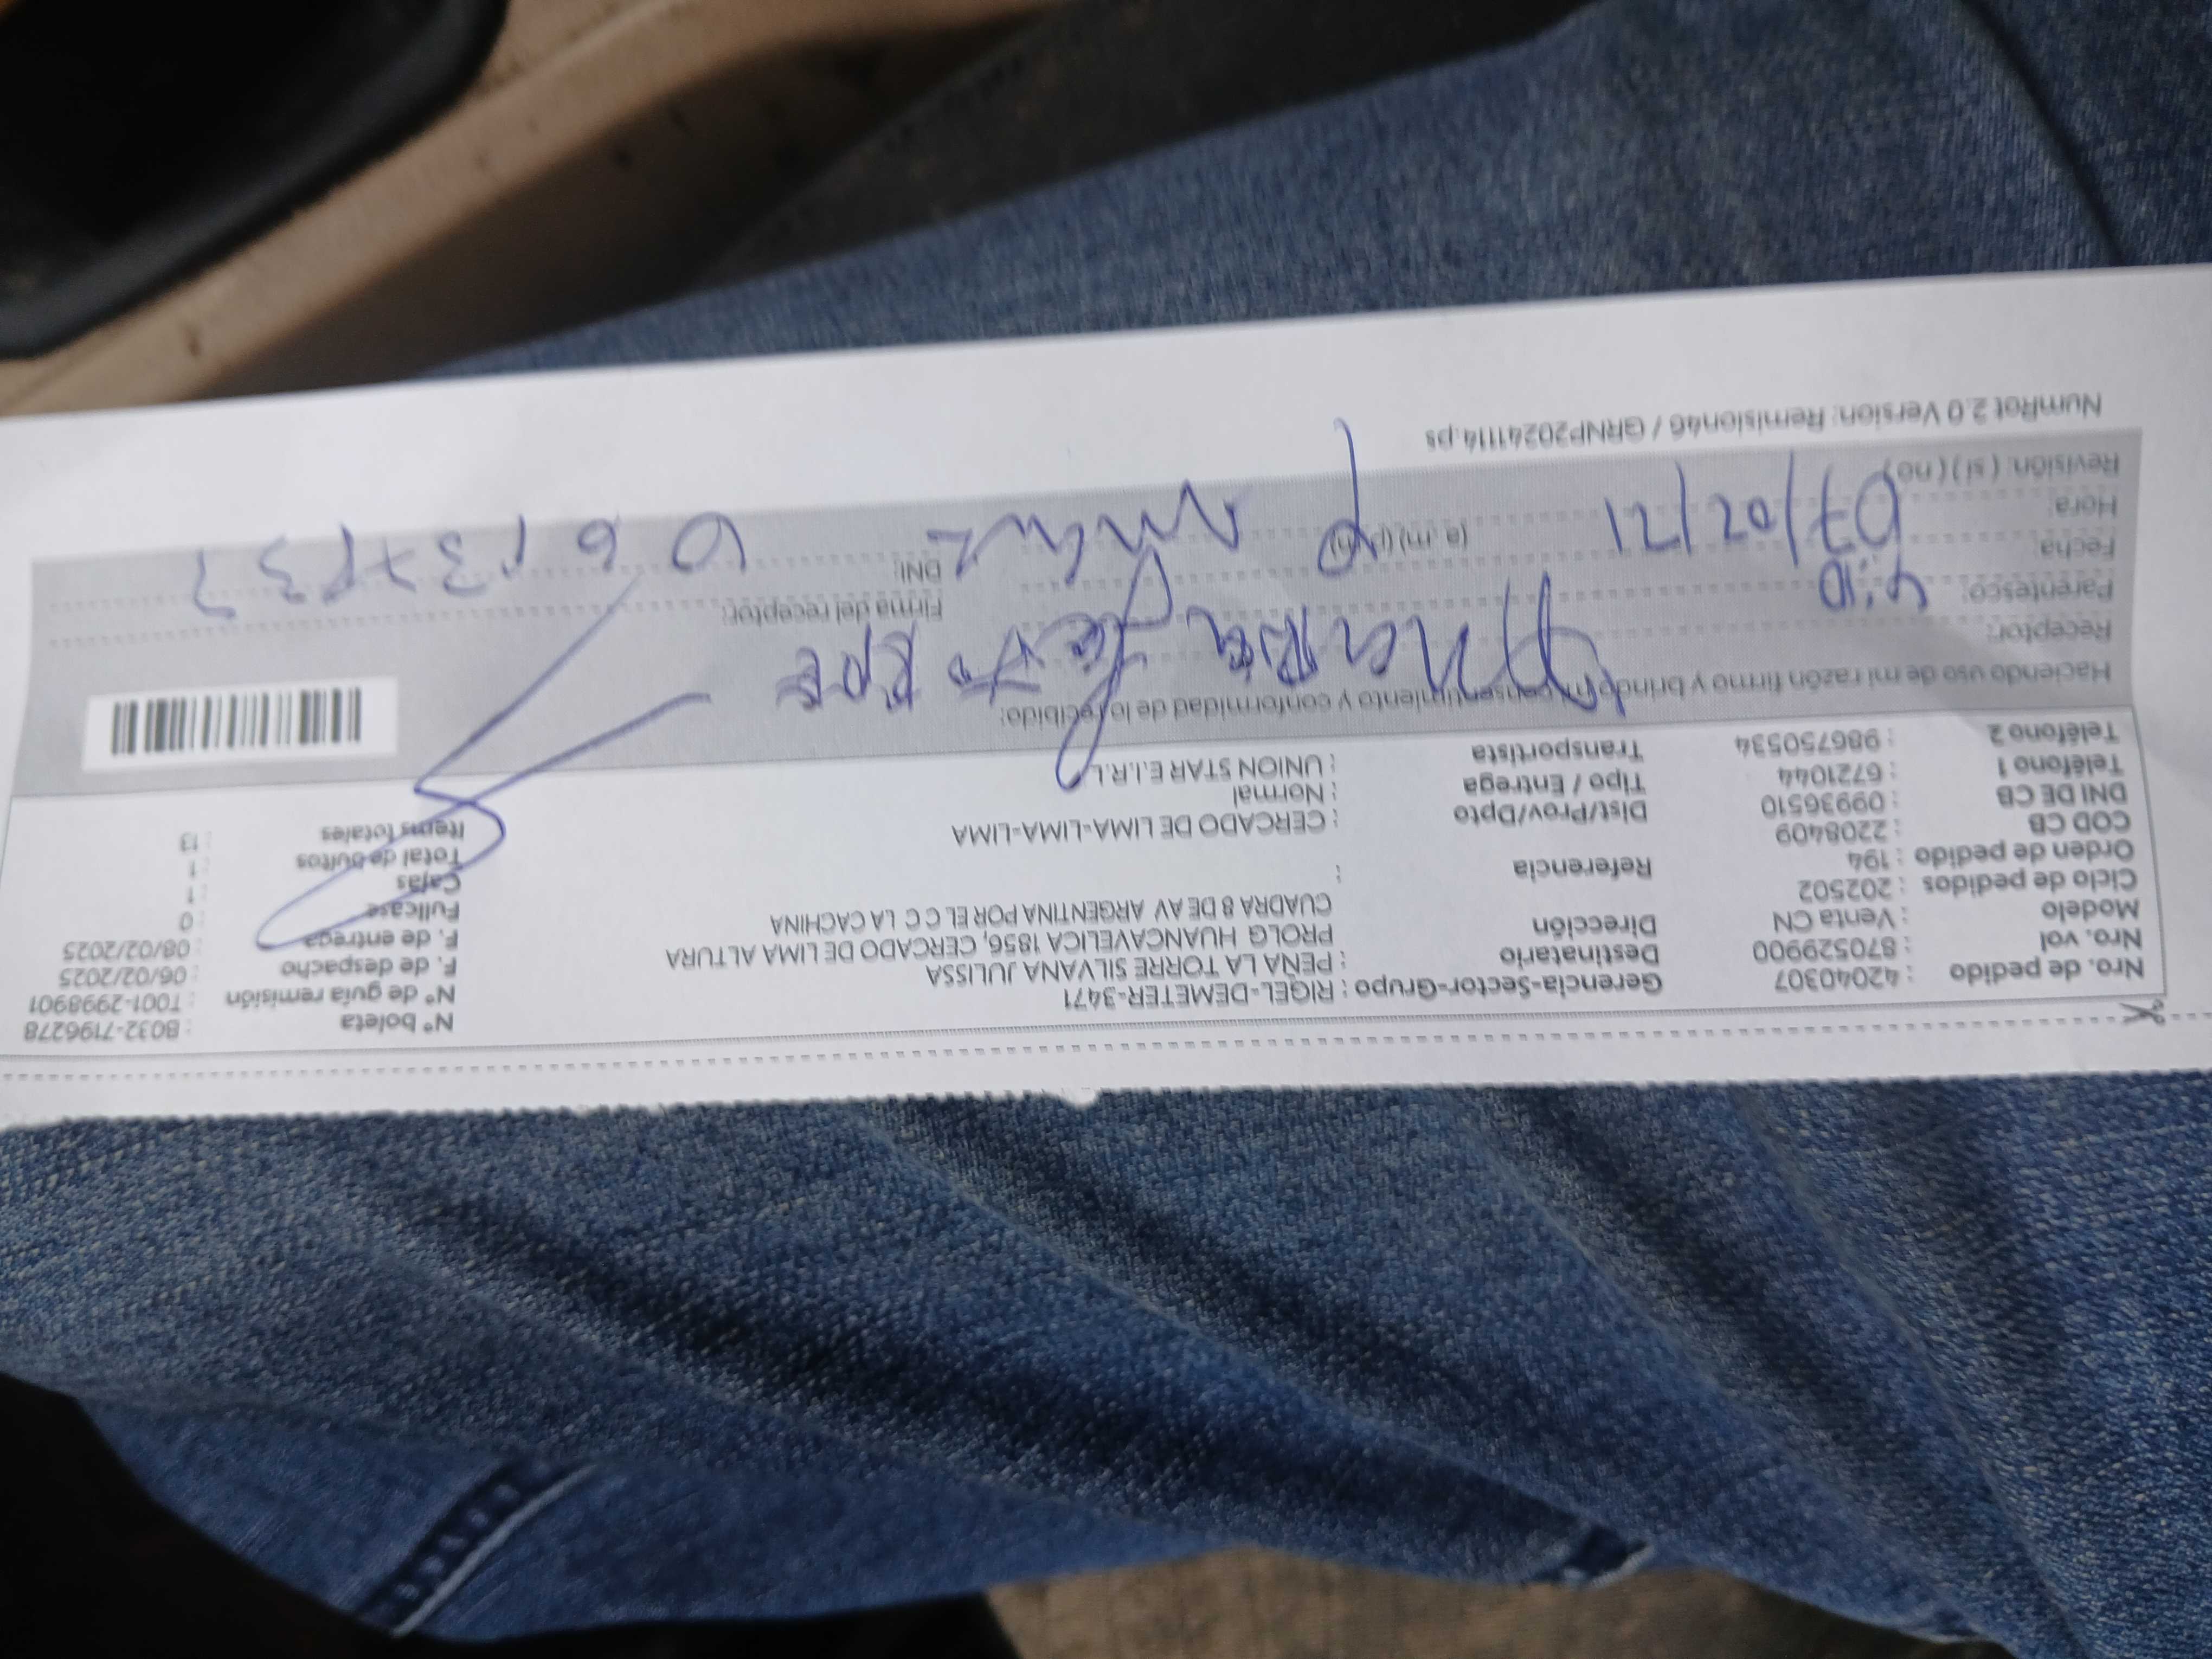 Nro. de pedido : 42040307 Gerencia-Sector-Grupo : RIGEL-DEMETER-3471 N° boleta : B032-7196278
Nro. vol : 870529900 Destinatario : PEÑA LA TORRE SILVANA JULISSA N° de guía remisión : T001-2998901
Modelo : Venta CN Dirección PROLG HUANCAVELICA 1856, CERCADO DE LIMA ALTURA F. de despacho : 06/02/2025
Ciclo de pedidos : 202502 CUADRA 8 DE AV ARGENTINA POR EL C C LA CACHINA F. de entrega : 08/02/2025
Orden de pedido : 194 Referencia : Fullcase : 0
COD CB : 2208409 Cajas : 1
DNI DE CB : 09936510 Dist/Prov/Dpto : CERCADO DE LIMA-LIMA-LIMA Total de bultos : 1
Teléfono 1 : 6721044 Tipo / Entrega : Normal Items totales : 13
Teléfono 2 : 986750534 Transportista : UNION STAR E.I.R.L
Haciendo uso de mi razón firmo y brindo mi consentimiento y conformidad de lo recibido:
Receptor:
Parentesco: Firma del receptor:
Fecha: 4:10 DNI:
Hora: 07/02/ (a.m) (p.m)
Revisión: ( sí ) ( no )
NumRot 2.0 Version: Remision46 / GRNP20241114.ps